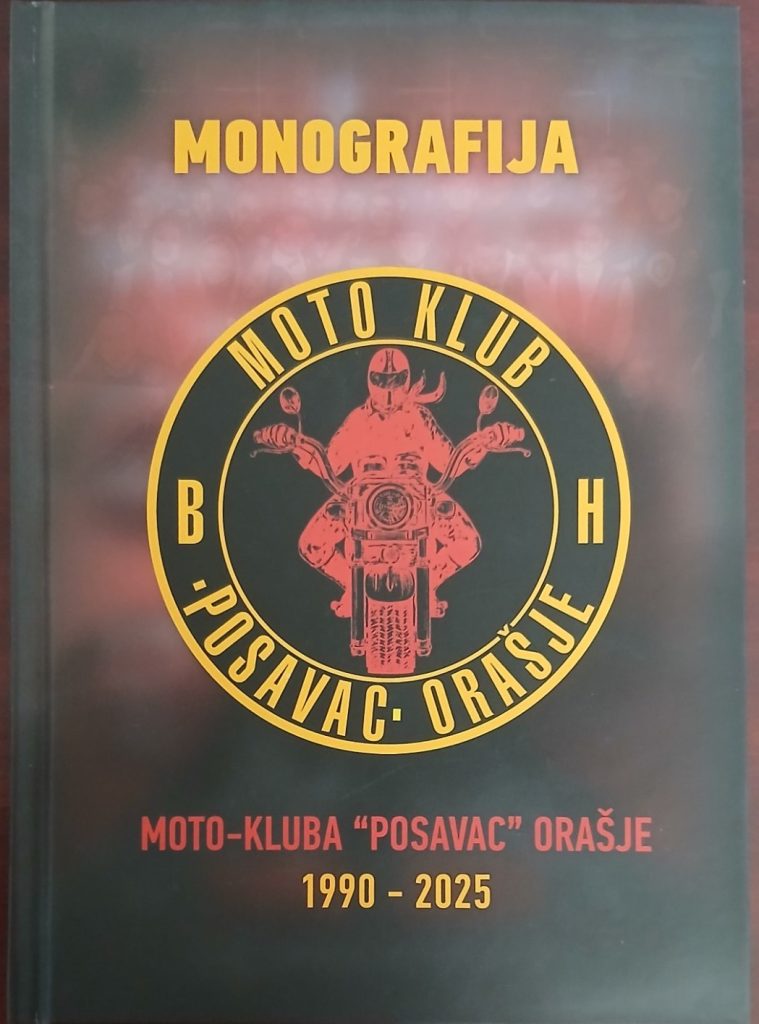 MONOGRAFIJA
MOTO KLUB
B H
·POSAVAC· ORAŠJE
MOTO-KLUBA “POSAVAC” ORAŠJE
1990 - 2025